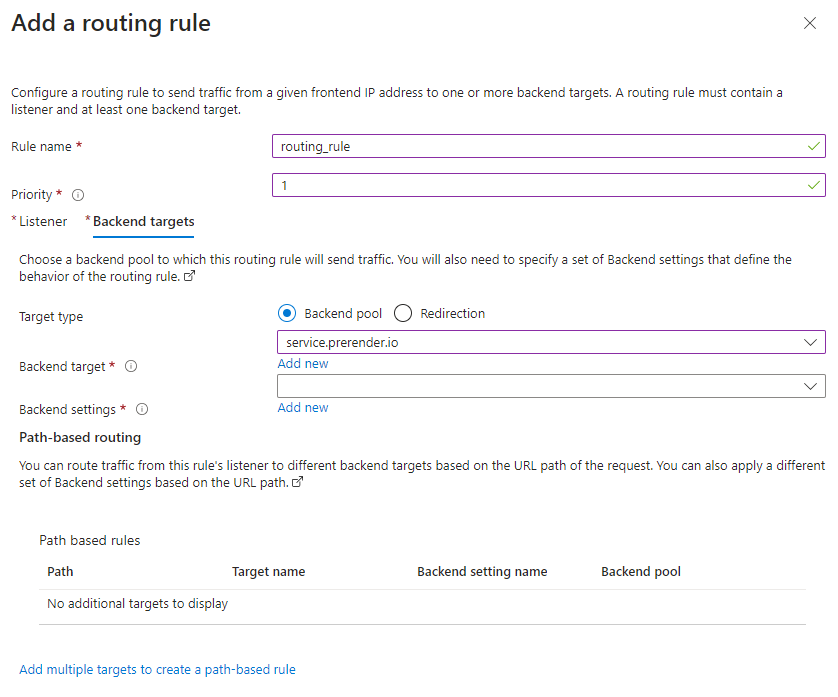 Add a routing rule
Configure a routing rule to send traffic from a given frontend IP address to one or more backend targets. A routing rule must contain a
listener and at least one backend target.
Rule name *
routing_rule
Priority *
1
* Listener
* Backend targets
Choose a backend pool to which this routing rule will send traffic. You will also need to specify a set of Backend settings that define the
behavior of the routing rule.
Target type
Backend pool
Redirection
service.prerender.io
Backend target *
Add new
Backend settings *
Add new
Path-based routing
You can route traffic from this rule's listener to different backend targets based on the URL path of the request. You can also apply a different
set of Backend settings based on the URL path.
Path based rules
Path Target name Backend setting name Backend pool
No additional targets to display
Add multiple targets to create a path-based rule